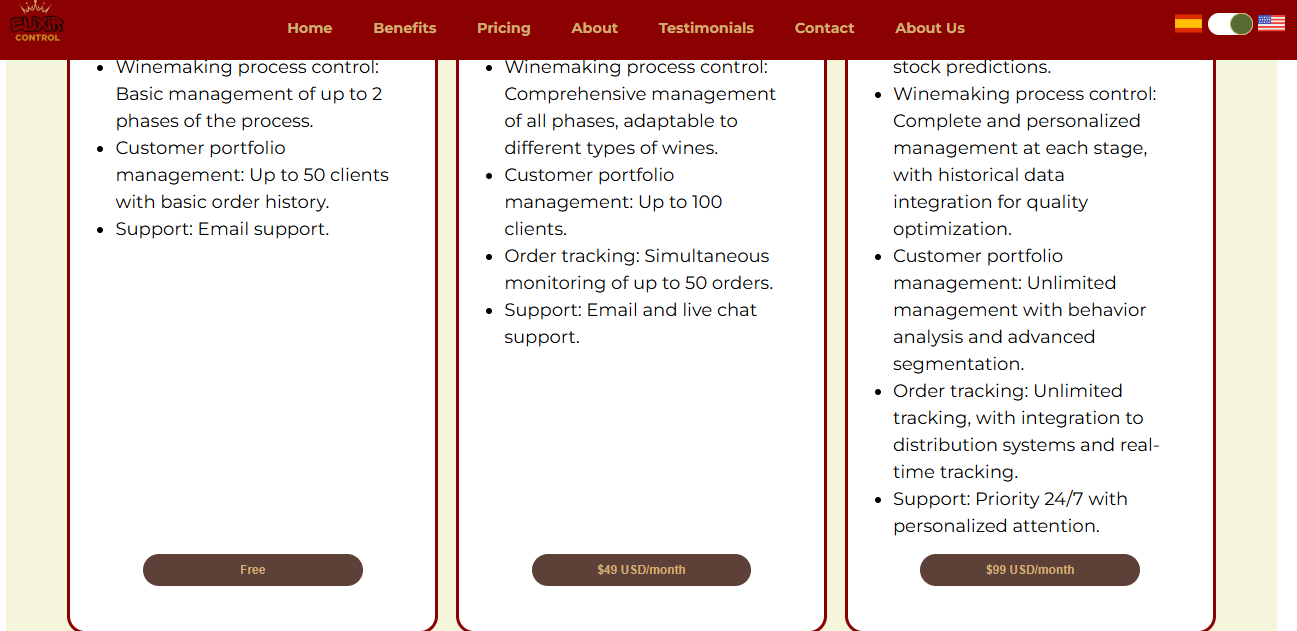 ELIXIR
CONTROL
Home Benefits Pricing About Testimonials Contact About Us
• Winemaking process control:
Basic management of up to 2
phases of the process.
• Customer portfolio
management: Up to 50 clients
with basic order history.
• Support: Email support.
Free
• Winemaking process control:
Comprehensive management
of all phases, adaptable to
different types of wines.
• Customer portfolio
management: Up to 100
clients.
• Order tracking: Simultaneous
monitoring of up to 50 orders.
• Support: Email and live chat
support.
$49 USD/month
stock predictions.
• Winemaking process control:
Complete and personalized
management at each stage,
with historical data
integration for quality
optimization.
• Customer portfolio
management: Unlimited
management with behavior
analysis and advanced
segmentation.
• Order tracking: Unlimited
tracking, with integration to
distribution systems and real-
time tracking.
• Support: Priority 24/7 with
personalized attention.
$99 USD/month